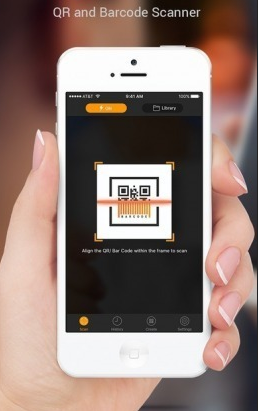 QR and Barcode Scanner
AT&T
9:41 AM
100%
Library
BARCODE
Align the QR/ Bar Code within the frame to scan
Scan
History
Create
Settings